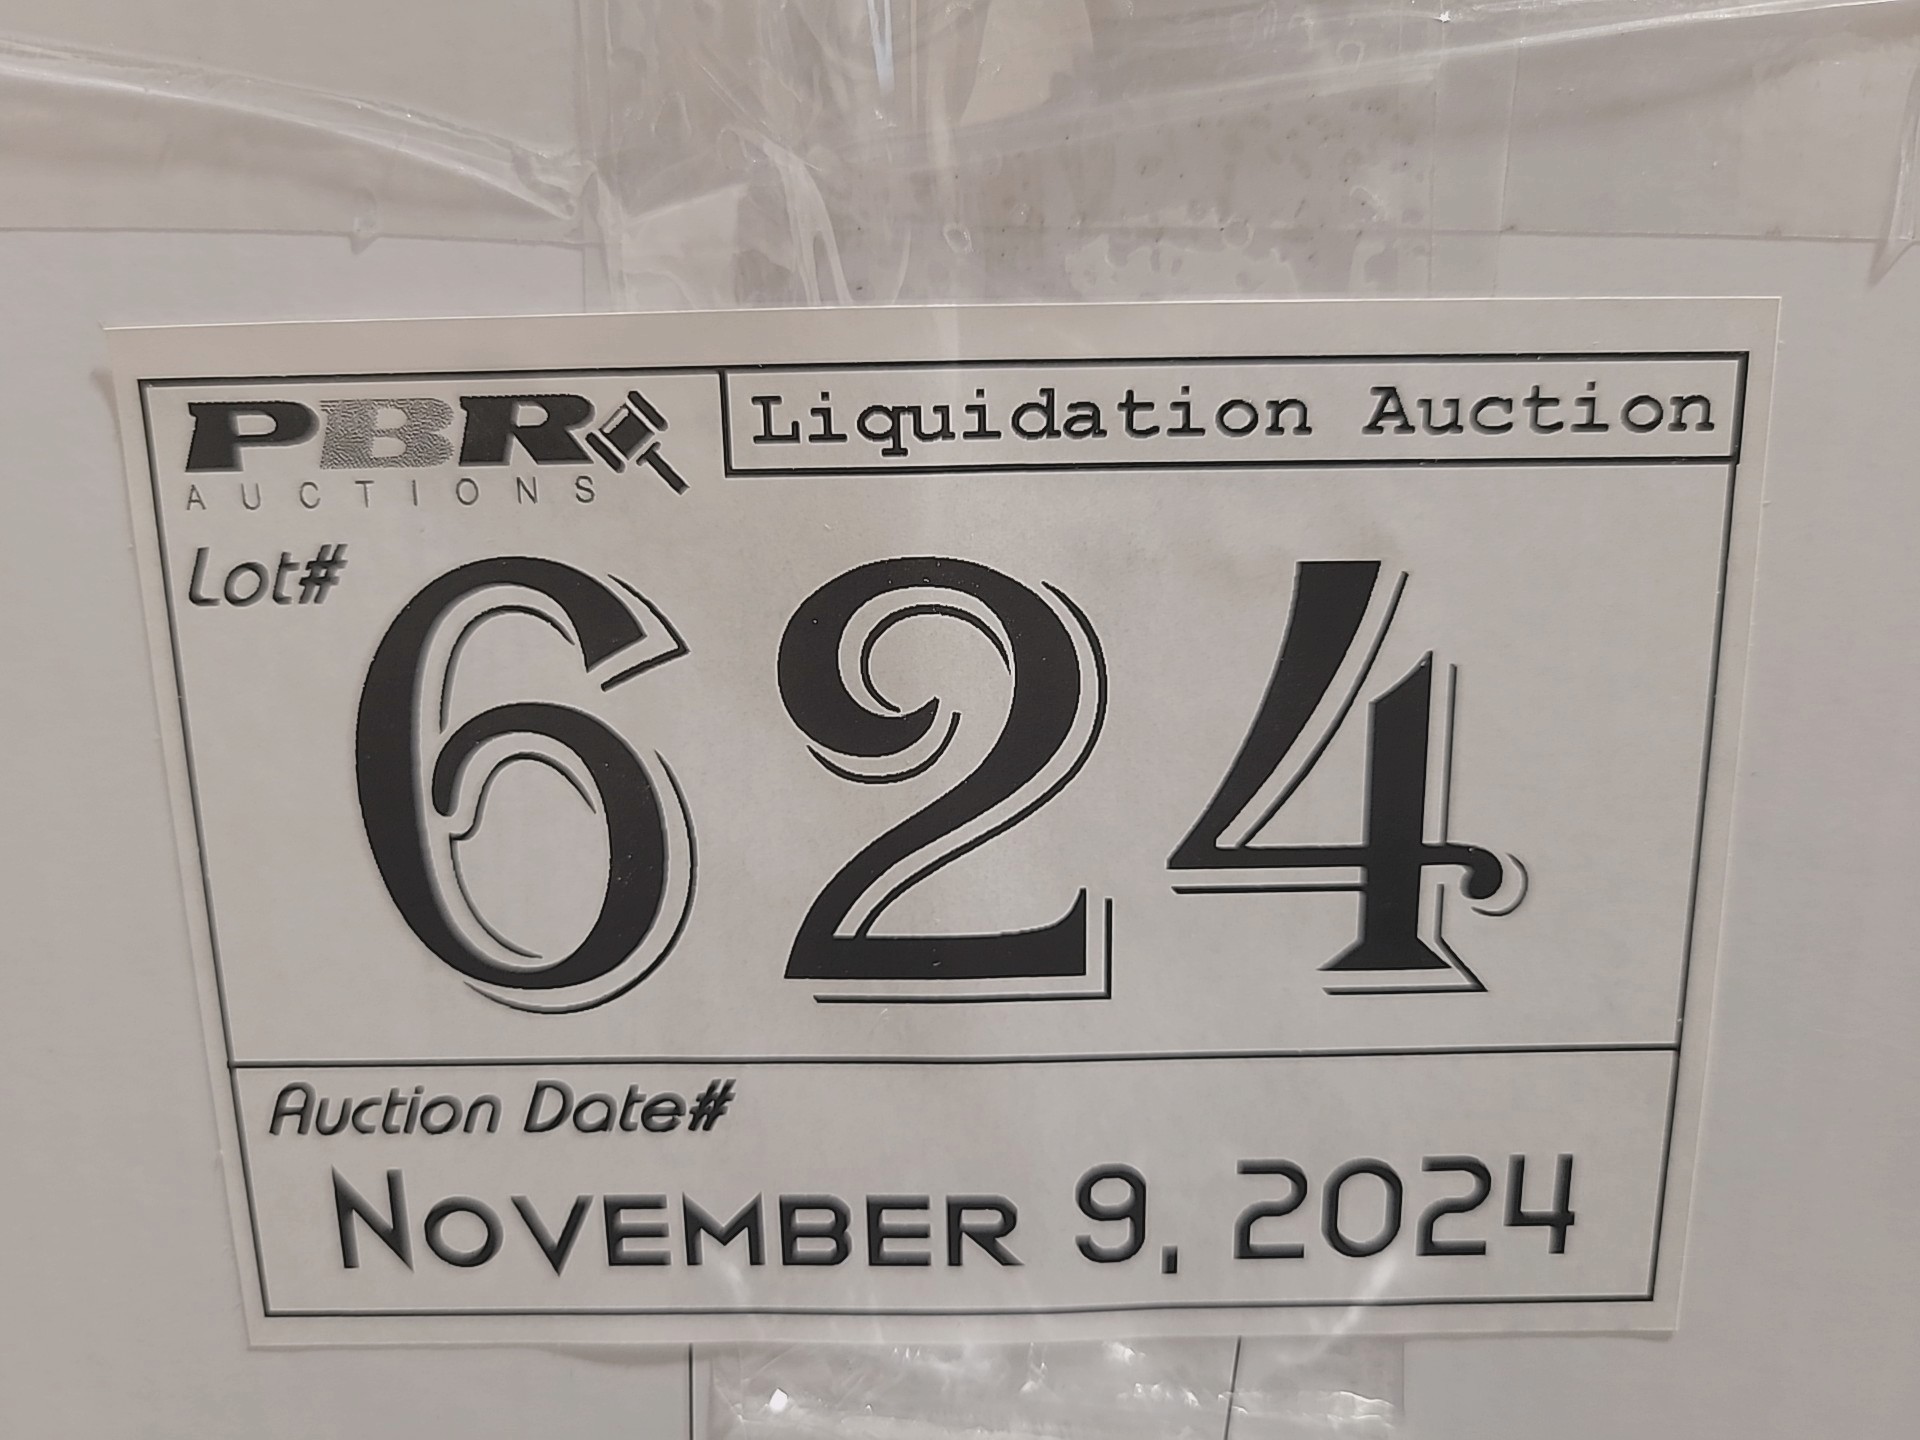 PBR
AUCTIONS
Liquidation Auction
Lot#
624
Auction Date#
NOVEMBER 9, 2024